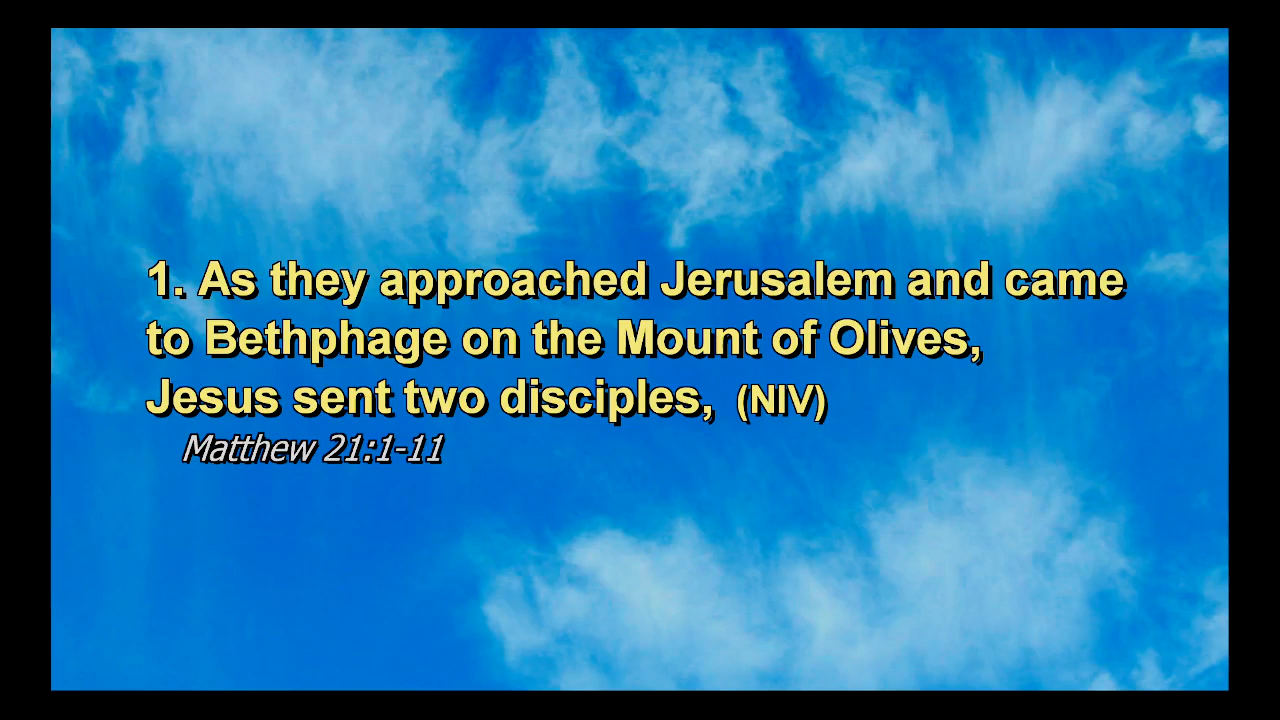 1. As they approached Jerusalem and came
to Bethphage on the Mount of Olives,
Jesus sent two disciples, (NIV)
Matthew 21:1-11